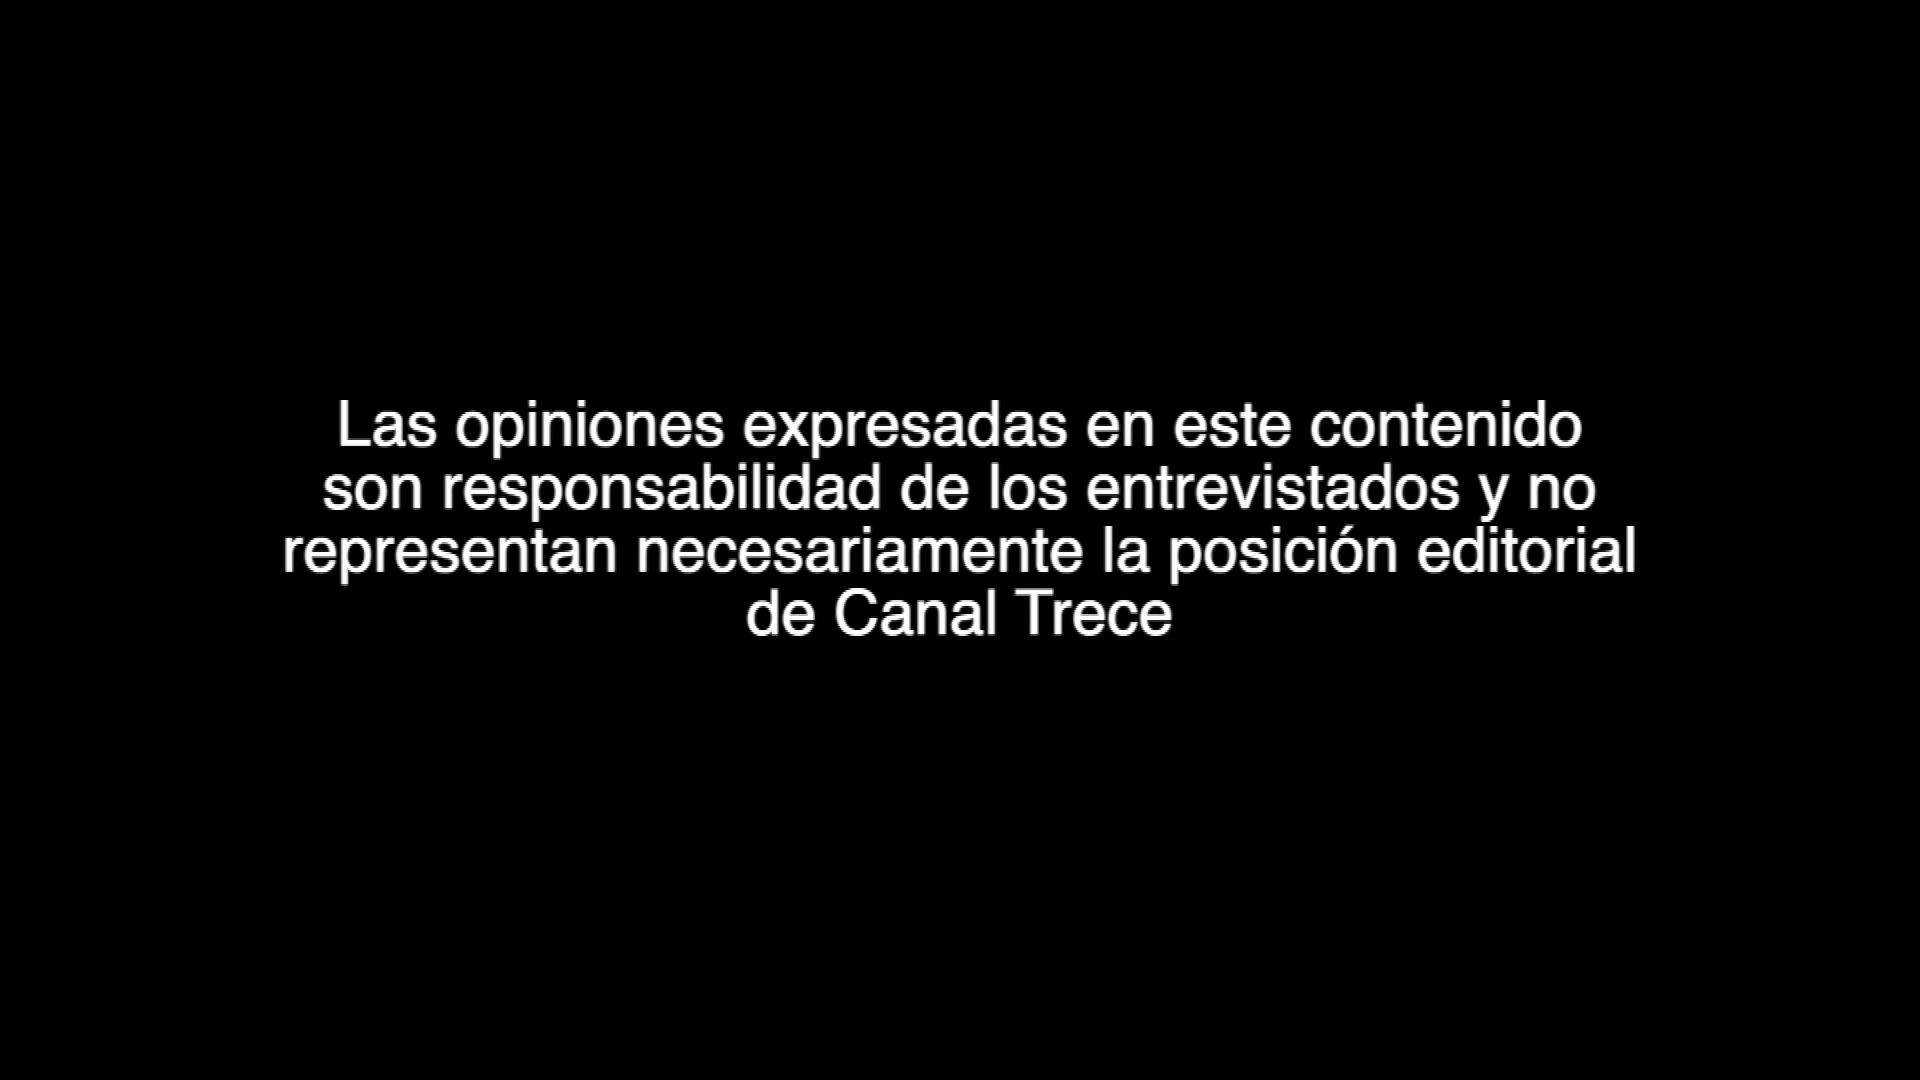 Las opiniones expresadas en este contenido
son responsabilidad de los entrevistados y no
representan necesariamente la posición editorial
de Canal Trece